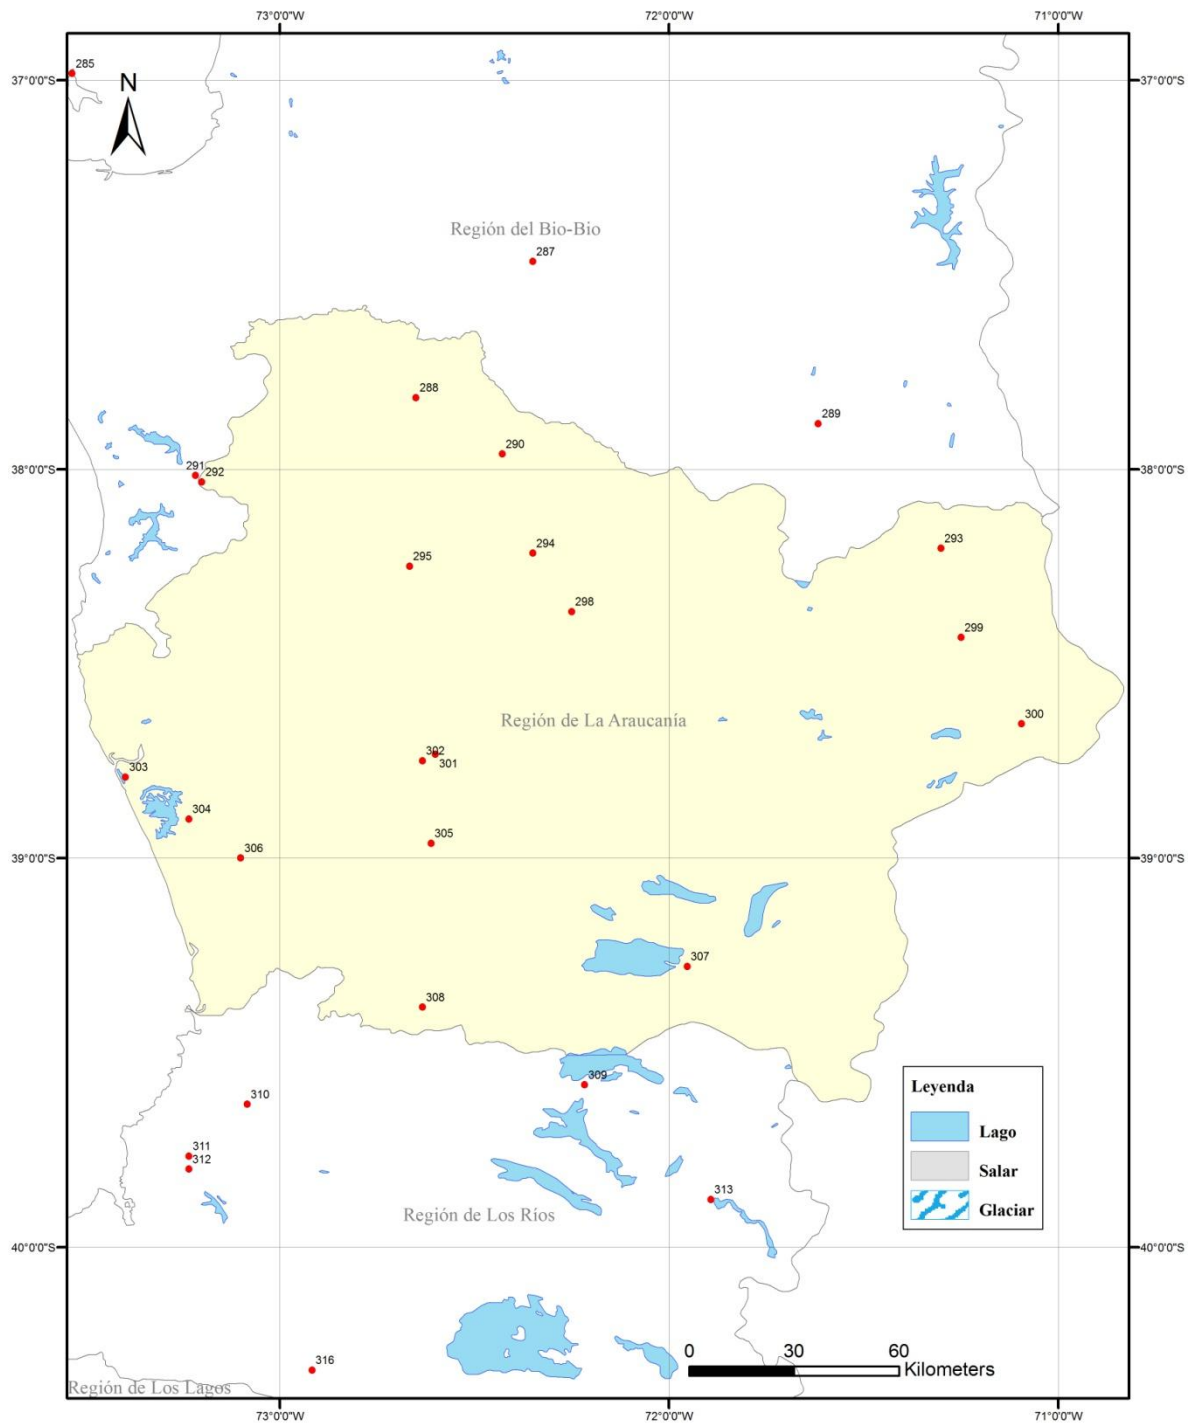 73°0'0"W
72°0'0"W
71°0'0"W
285
37°0'0"S
37°0'0"S
N
Región del Bio-Bio
287
288
289
290
38°0'0"S
38°0'0"S
291
292
293
294
295
298
299
Región de La Araucanía
300
302
301
303
304
305
39°0'0"S
39°0'0"S
306
307
308
309
Leyenda
Lago
Salar
Glaciar
310
311
312
313
Región de Los Ríos
40°0'0"S
40°0'0"S
0 30 60
Kilometers
316
Región de Los Lagos
73°0'0"W
72°0'0"W
71°0'0"W